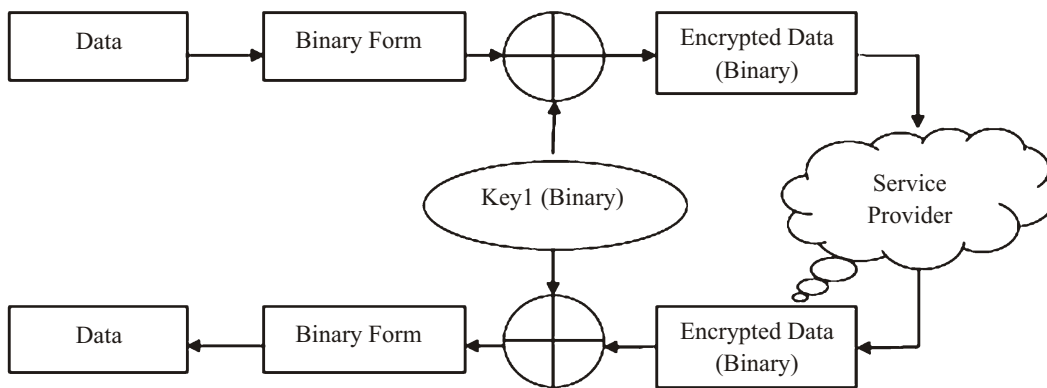 Data
Binary Form
Encrypted Data
(Binary)
Key1 (Binary)
Service
Provider
Data
Binary Form
Encrypted Data
(Binary)